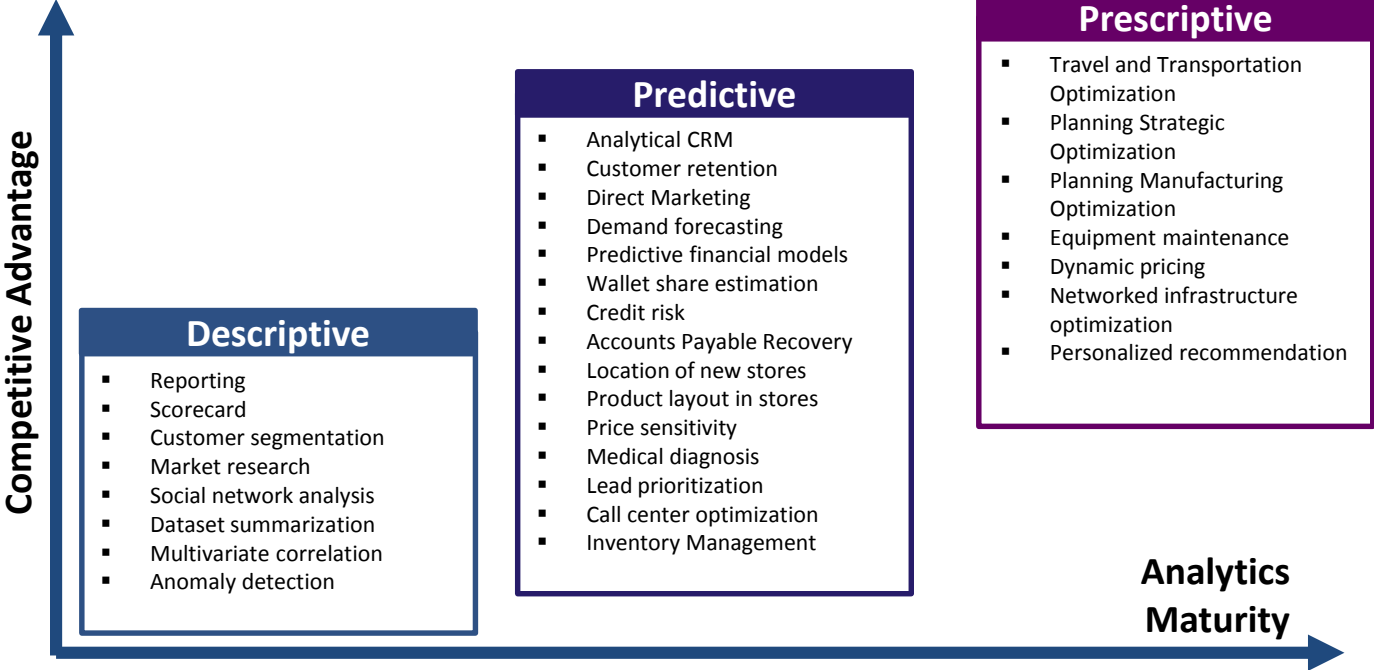 Competitive Advantage
Descriptive
▪ Reporting
▪ Scorecard
▪ Customer segmentation
▪ Market research
▪ Social network analysis
▪ Dataset summarization
▪ Multivariate correlation
▪ Anomaly detection
Predictive
▪ Analytical CRM
▪ Customer retention
▪ Direct Marketing
▪ Demand forecasting
▪ Predictive financial models
▪ Wallet share estimation
▪ Credit risk
▪ Accounts Payable Recovery
▪ Location of new stores
▪ Product layout in stores
▪ Price sensitivity
▪ Medical diagnosis
▪ Lead prioritization
▪ Call center optimization
▪ Inventory Management
Prescriptive
▪ Travel and Transportation
Optimization
▪ Planning Strategic
Optimization
▪ Planning Manufacturing
Optimization
▪ Equipment maintenance
▪ Dynamic pricing
▪ Networked infrastructure
optimization
▪ Personalized recommendation
Analytics
Maturity